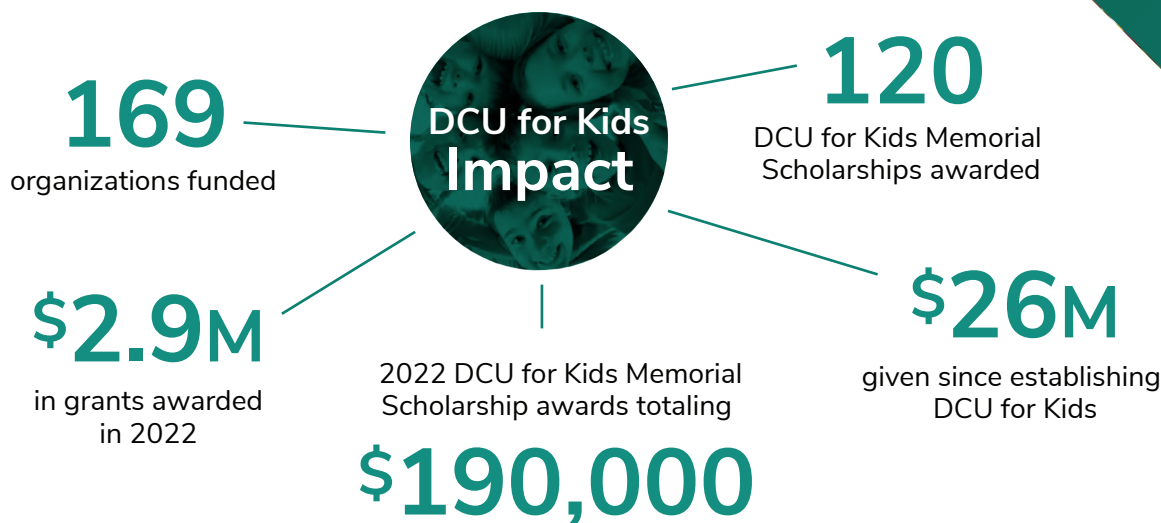 DCU for Kids
Impact
169
organizations funded
120
DCU for Kids Memorial
Scholarships awarded
$2.9M
in grants awarded
in 2022
2022 DCU for Kids Memorial
Scholarship awards totaling
$190,000
$26M
given since establishing
DCU for Kids